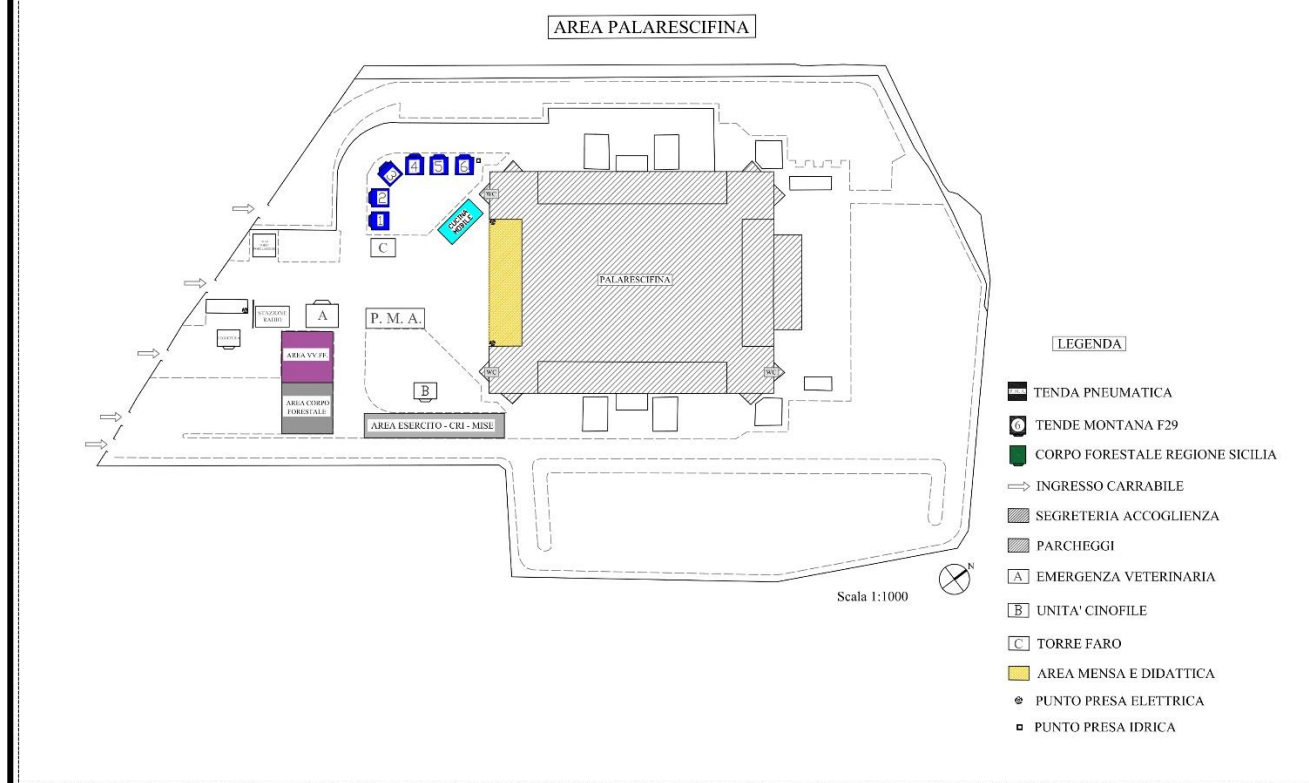 AREA PALARESCIFINA
4
5
6
3
2
1
WC
CUCINA
MOBILE
C
PALARESCIFINA
STAZIONE
RADIO
A
P. M. A.
AREA VV.FF.
WC
WC
B
AREA CORPO
FORESTALE
AREA ESERCITO - CRI - MISE
N
Scala 1:1000
LEGENDA
P.M.A.
TENDA PNEUMATICA
6
TENDE MONTANA F29
CORPO FORESTALE REGIONE SICILIA
INGRESSO CARRABILE
SEGRETERIA ACCOGLIENZA
PARCHEGGI
A
EMERGENZA VETERINARIA
B
UNITA' CINOFILE
C
TORRE FARO
AREA MENSA E DIDATTICA
PUNTO PRESA ELETTRICA
PUNTO PRESA IDRICA